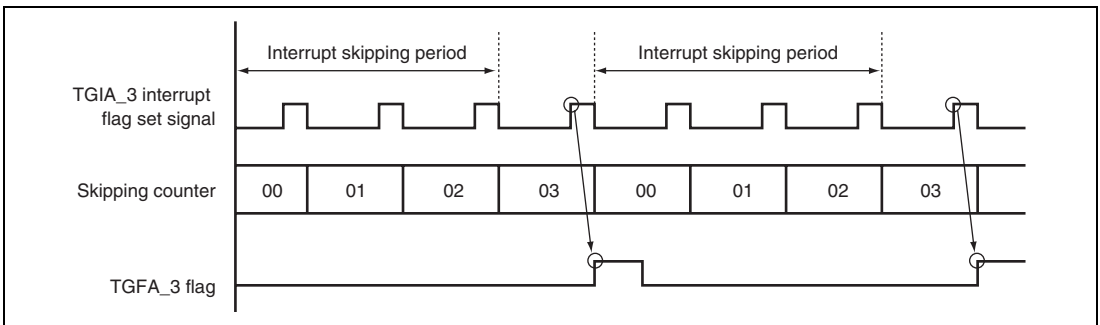 Interrupt skipping period Interrupt skipping period
TGIA_3 interrupt
flag set signal
Skipping counter 00 01 02 03 00 01 02 03
TGFA_3 flag